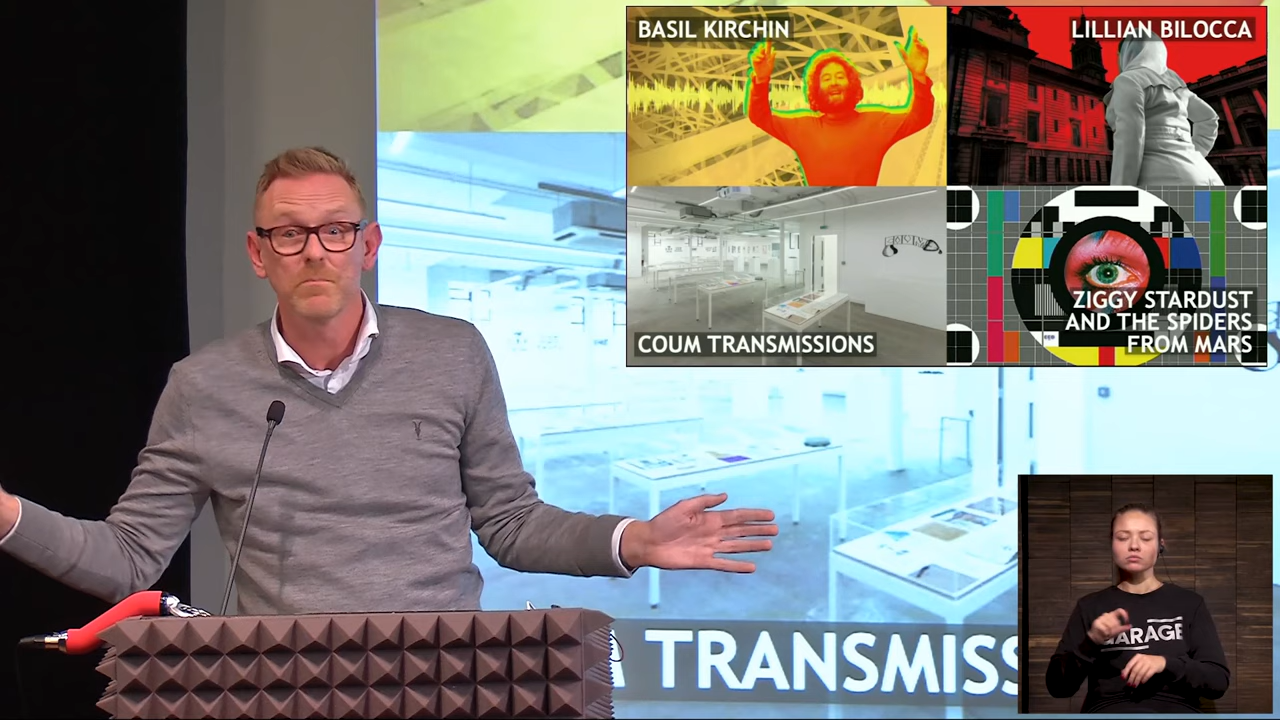 BASIL KIRCHIN
LILLIAN BILOCCA
COUM TRANSMISSIONS
ZIGGY STARDUST
AND THE SPIDERS
FROM MARS
TRANSMISS
GARAGE